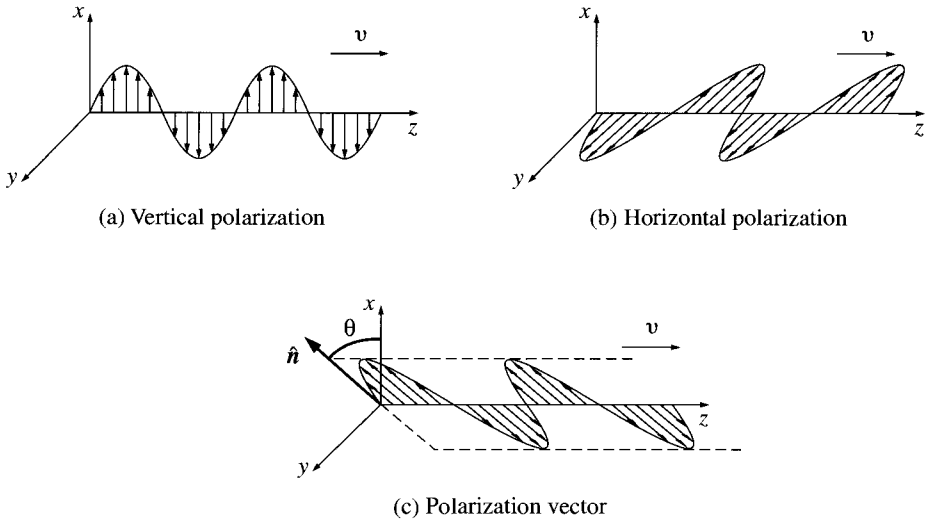 x
v
y
z
(a) Vertical polarization
x
v
y
z
(b) Horizontal polarization
x
θ
n̂
v
y
z
(c) Polarization vector